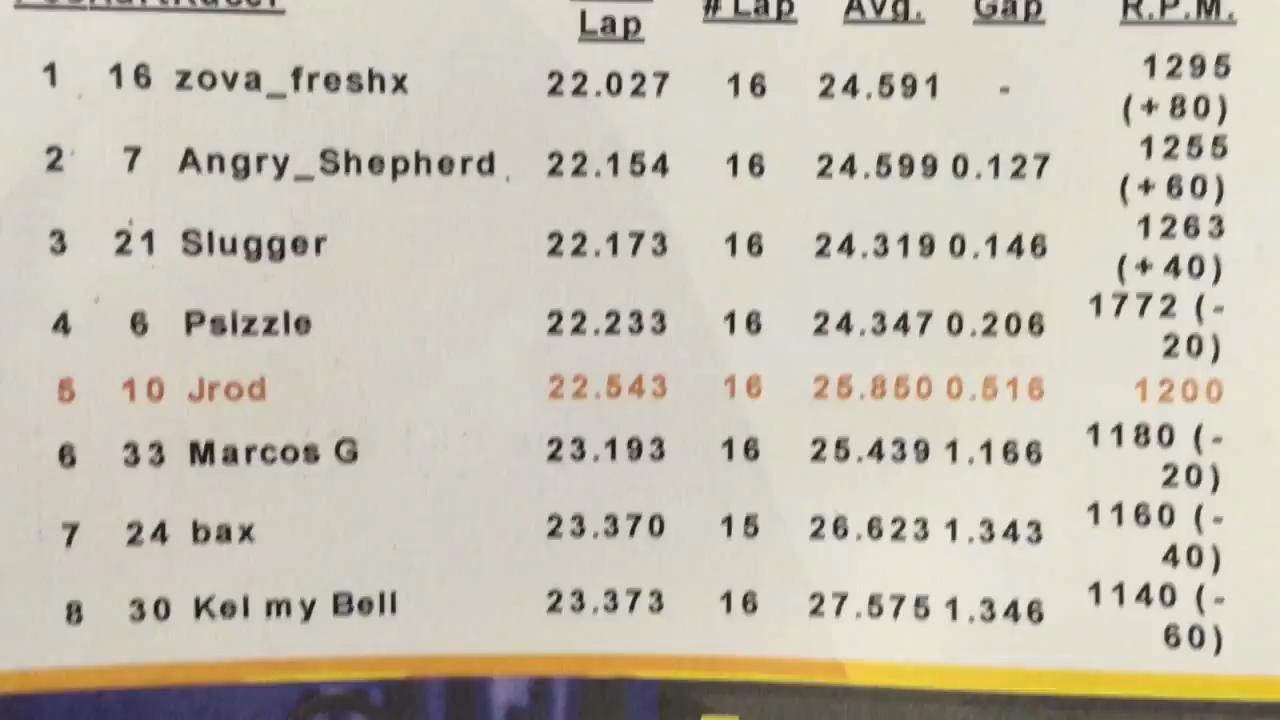 Lap # Lap Avg. Gap R.P.M.
1 16 zova_freshx 22.027 16 24.591 - 1295
(+80)
2 7 Angry_Shepherd 22.154 16 24.599 0.127 1255
(+60)
3 21 Slugger 22.173 16 24.319 0.146 1263
(+40)
4 6 Psizzle 22.233 16 24.347 0.206 1772 (-
20)
5 10 Jrod 22.543 16 25.850 0.516 1200
6 33 Marcos G 23.193 16 25.439 1.166 1180 (-
20)
7 24 bax 23.370 15 26.623 1.343 1160 (-
40)
8 30 Kel my Bell 23.373 16 27.575 1.346 1140 (-
60)